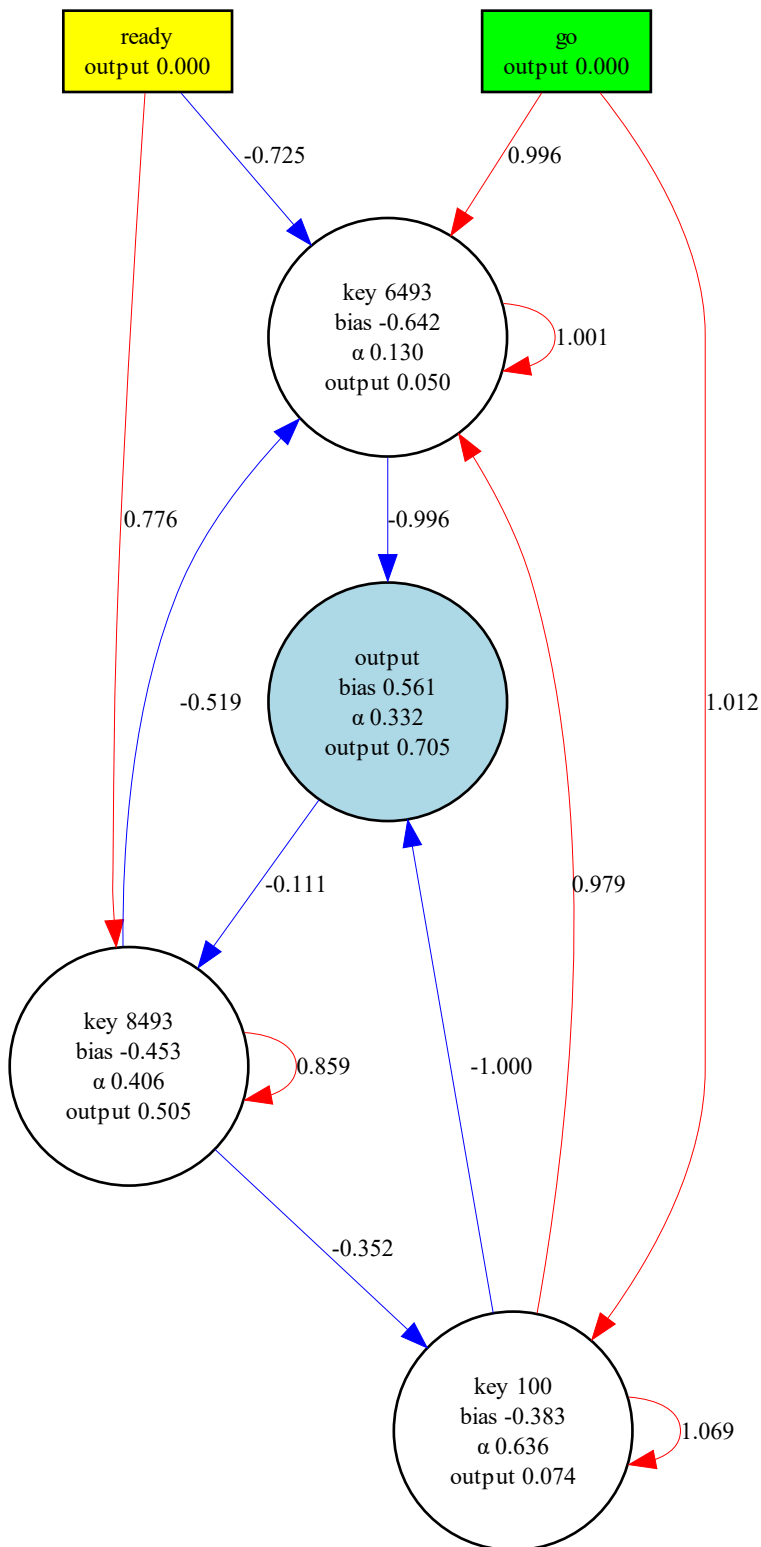 ready
output 0.000
go
output 0.000
-0.725
0.996
key 6493
bias -0.642
α 0.130
output 0.050
1.001
0.776
-0.996
output
bias 0.561
α 0.332
output 0.705
-0.519
1.012
-0.111
0.979
key 8493
bias -0.453
α 0.406
output 0.505
0.859
-1.000
-0.352
key 100
bias -0.383
α 0.636
output 0.074
1.069